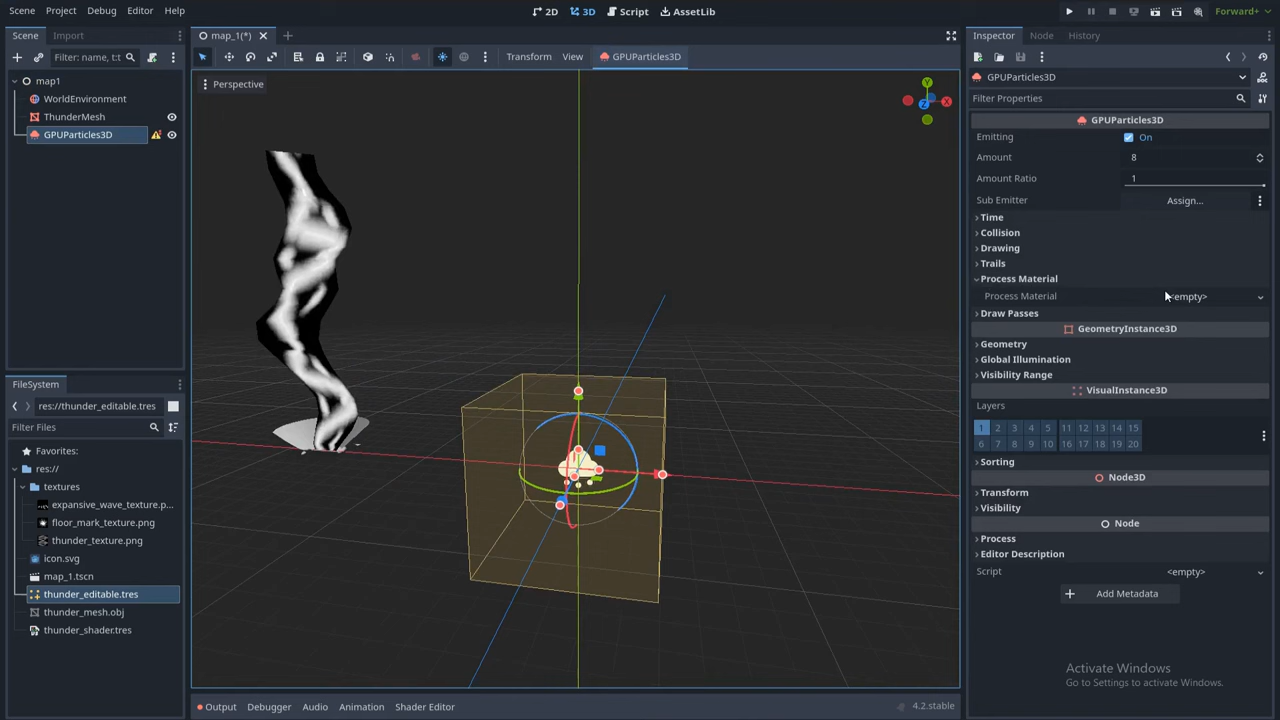 Scene Project Debug Editor Help
2D 3D Script AssetLib
Forward+
Scene Import
map_1(*)
Inspector Node History
Filter: name, t:t
Transform View GPUParticles3D
map1
WorldEnvironment
ThunderMesh
GPUParticles3D
Perspective
Y
X
Z
GPUParticles3D
Filter Properties
GPUParticles3D
Emitting On
Amount 8
Amount Ratio 1
Sub Emitter Assign...
Time
Collision
Drawing
Trails
Process Material
Process Material <empty>
Draw Passes
GeometryInstance3D
Geometry
Global Illumination
Visibility Range
VisualInstance3D
Layers
1 2 3 4 5 11 12 13 14 15
6 7 8 9 10 16 17 18 19 20
Sorting
Node3D
Transform
Visibility
Node
Process
Editor Description
Script <empty>
Add Metadata
FileSystem
res://thunder_editable.tres
Filter Files
Favorites:
res://
textures
expansive_wave_texture.p...
floor_mark_texture.png
thunder_texture.png
icon.svg
map_1.tscn
thunder_editable.tres
thunder_mesh.obj
thunder_shader.tres
Activate Windows
Go to Settings to activate Windows.
Output Debugger Audio Animation Shader Editor
4.2.stable